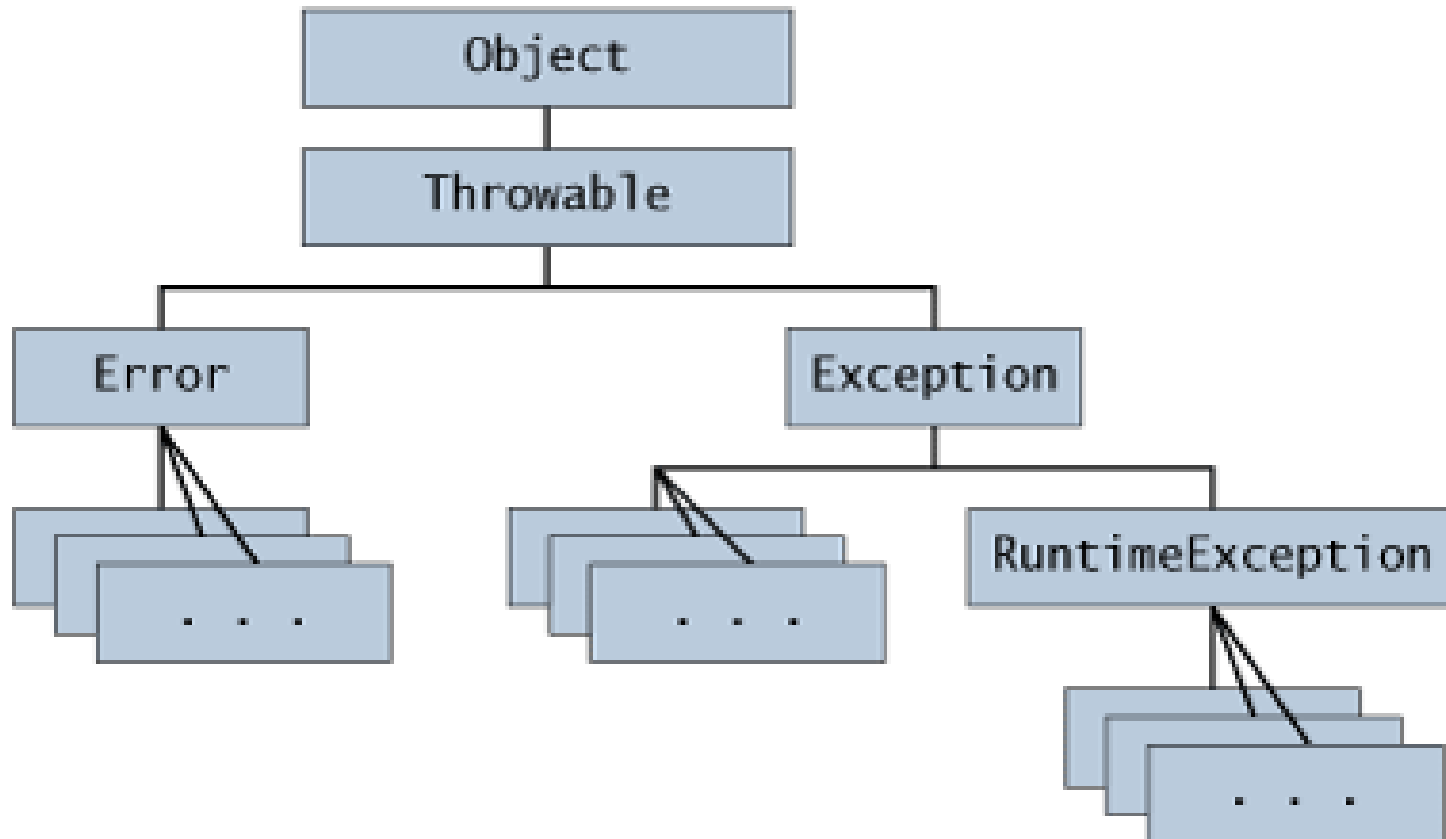 Object
Throwable
Error
Exception
. . .
. . .
RuntimeException
. . .